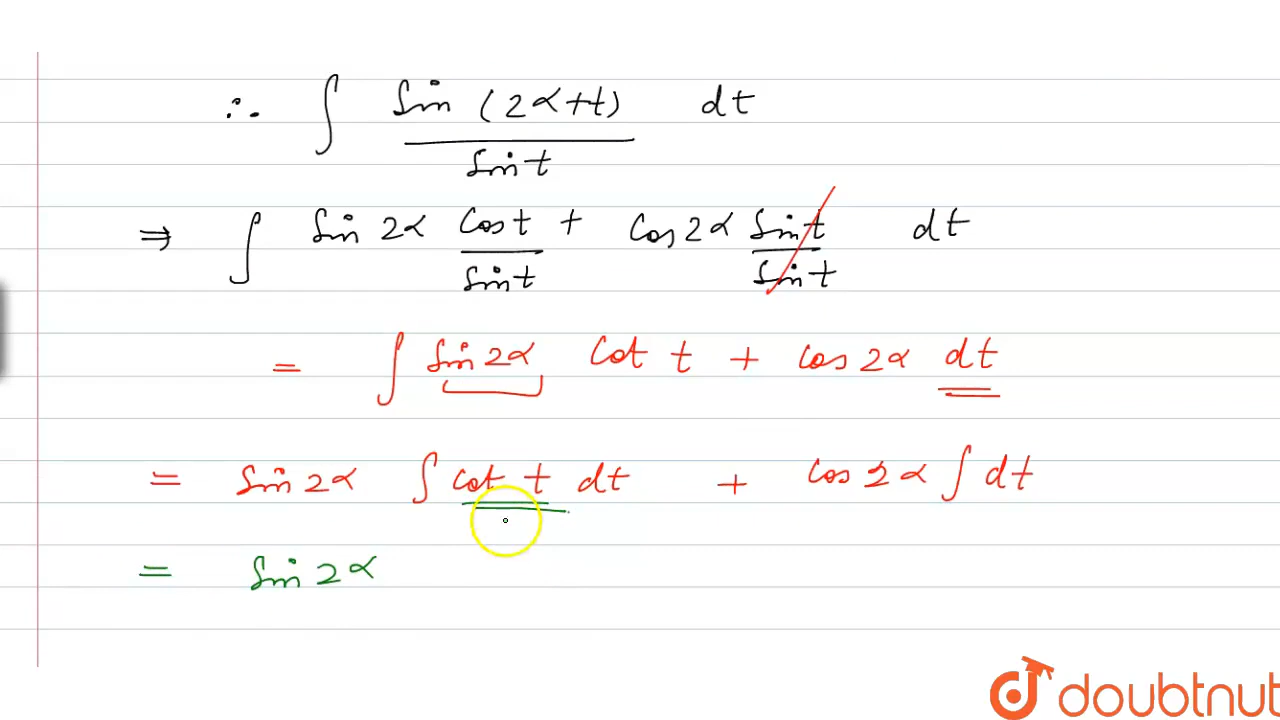 ∴ ∫ sin (2α+t) / sin t dt
⇒ ∫ sin 2α cos t / sin t + cos 2α sin t / sin t dt
= ∫ sin 2α cot t + cos 2α dt
= sin 2α ∫ cot t dt + cos 2α ∫ dt
= sin 2α
doubtnut